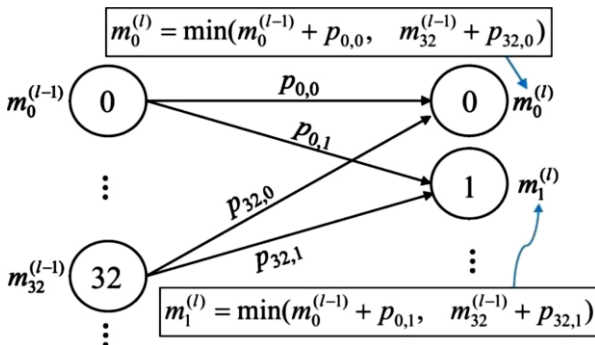 m_0^{(l)} = min(m_0^{(l-1)} + p_{0,0}, m_{32}^{(l-1)} + p_{32,0})
m_0^{(l-1)} 0 p_{0,0} 0 m_0^{(l)}
p_{0,1}
⋮ p_{32,0} 1 m_1^{(l)}
m_{32}^{(l-1)} 32 p_{32,1} ⋮
m_1^{(l)} = min(m_0^{(l-1)} + p_{0,1}, m_{32}^{(l-1)} + p_{32,1})
⋮